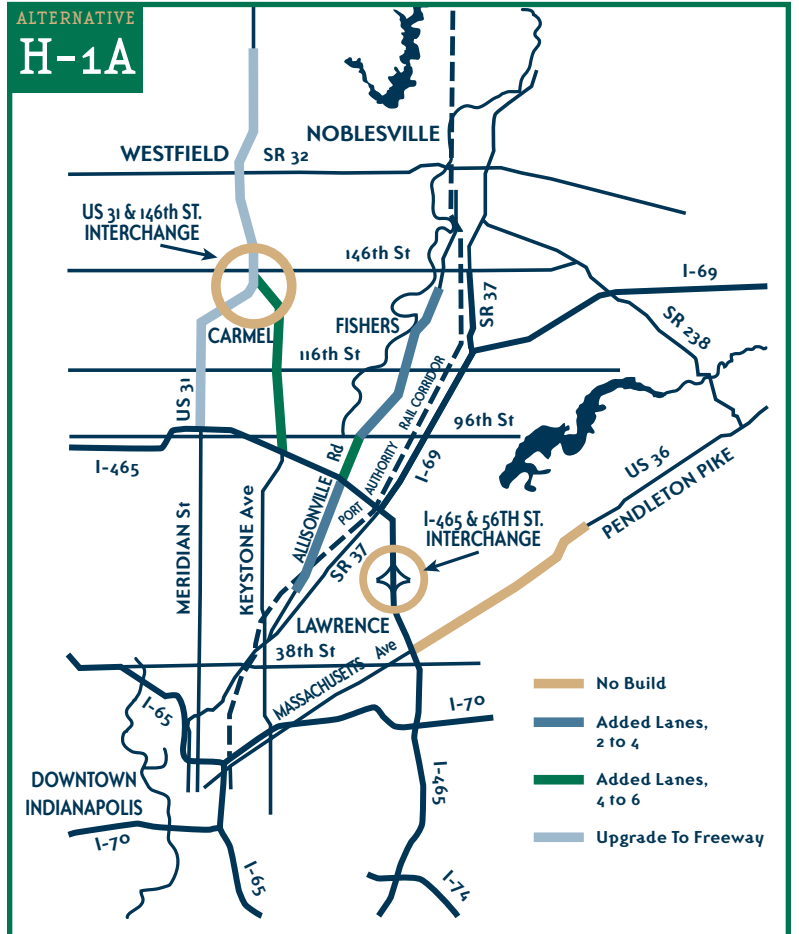 ALTERNATIVE
H-1A
NOBLESVILLE
WESTFIELD
SR 32
US 31 & 146th ST.
INTERCHANGE
146th St
I-69
SR 37
SR 238
FISHERS
CARMEL
116th St
US 31
PORT AUTHORITY RAIL CORRIDOR
96th St
I-465
ALLISONVILLE Rd
I-69
US 36
PENDLETON PIKE
MERIDIAN St
KEYSTONE Ave
SR 37
I-465 & 56TH ST.
INTERCHANGE
LAWRENCE
38th St
MASSACHUSETTS Ave
I-65
I-70
No Build
Added Lanes,
2 to 4
Added Lanes,
4 to 6
Upgrade To Freeway
DOWNTOWN
INDIANAPOLIS
I-465
I-70
I-65
I-74